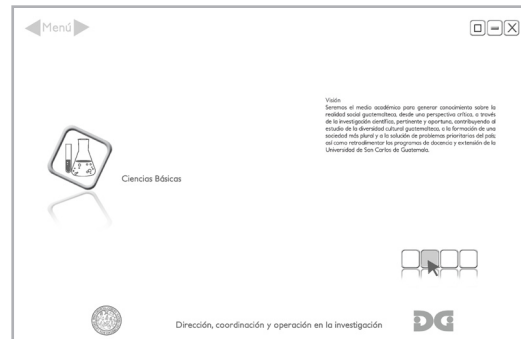 Menú
Visión
Seremos el medio académico para generar conocimiento sobre la
realidad social guatemalteca, desde una perspectiva crítica, a través
de la investigación científica, pertinente y oportuna, contribuyendo al
estudio de la diversidad cultural guatemalteca, a la formación de una
sociedad más plural y a la solución de problemas prioritarios del país;
así como retroalimentar los programas de docencia y extensión de la
Universidad de San Carlos de Guatemala.
Ciencias Básicas
Dirección, coordinación y operación en la investigación